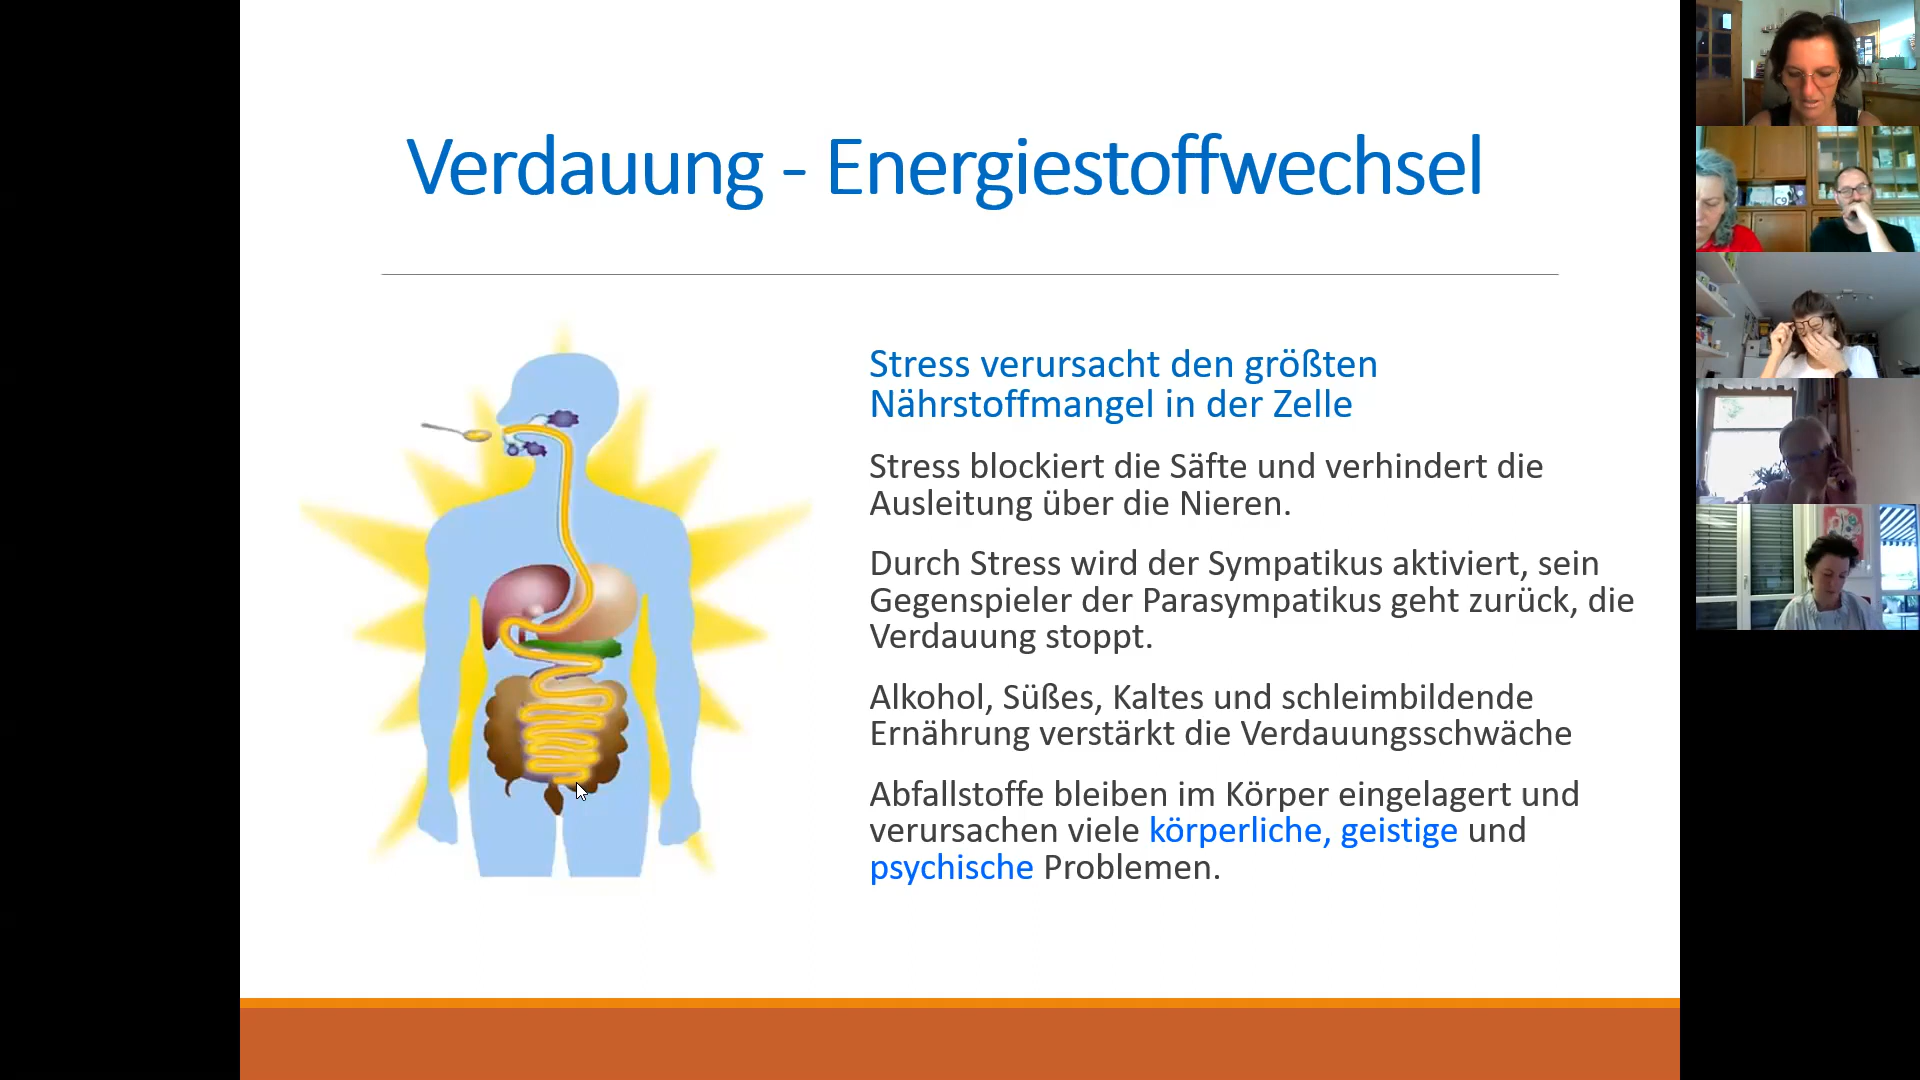 Verdauung - Energiestoffwechsel
Stress verursacht den größten
Nährstoffmangel in der Zelle
Stress blockiert die Säfte und verhindert die
Ausleitung über die Nieren.
Durch Stress wird der Sympatikus aktiviert, sein
Gegenspieler der Parasympatikus geht zurück, die
Verdauung stoppt.
Alkohol, Süßes, Kaltes und schleimbildende
Ernährung verstärkt die Verdauungsschwäche
Abfallstoffe bleiben im Körper eingelagert und
verursachen viele körperliche, geistige und
psychische Problemen.